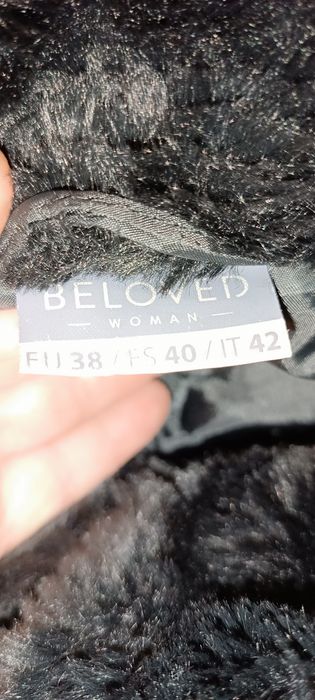 BELOVED
— WOMAN —
EU 38 / ES 40 / IT 42